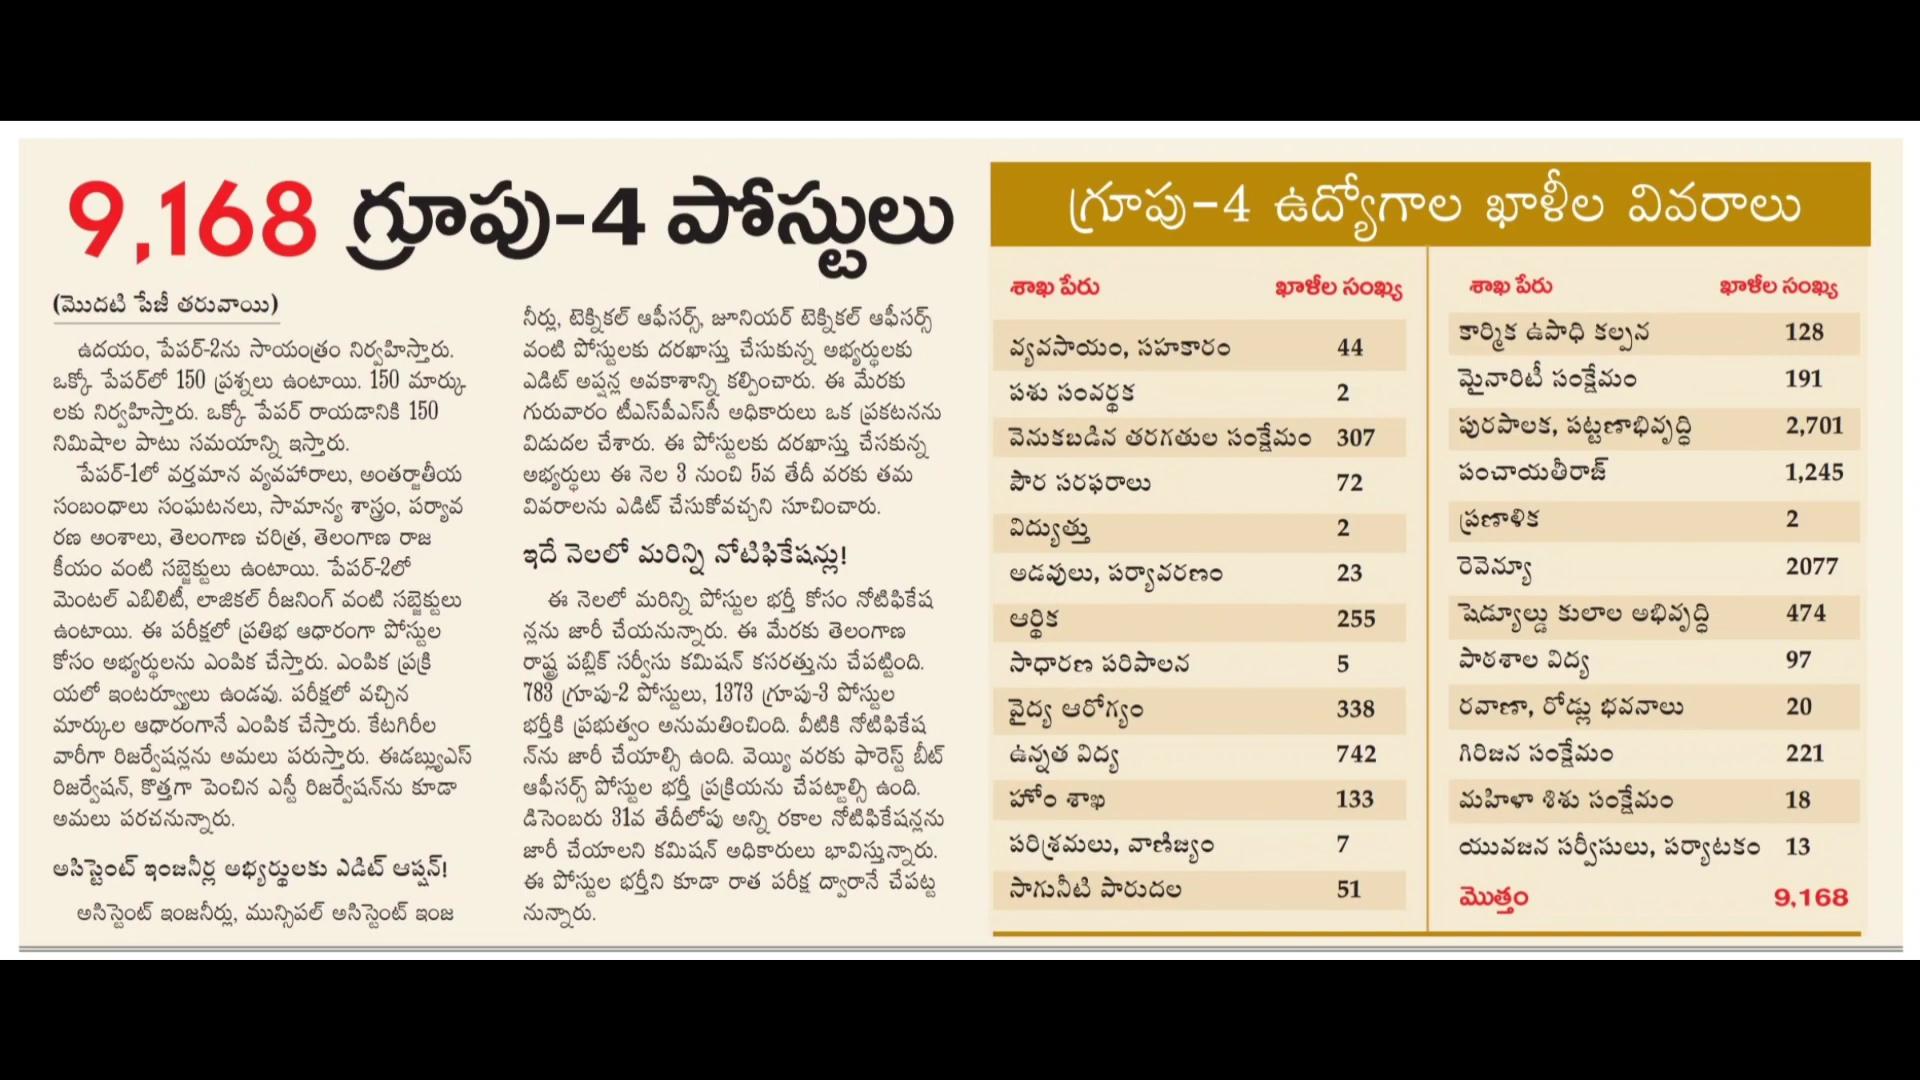 9,168 గ్రూపు-4 పోస్టులు
(మొదటి పేజీ తరువాయి)
ఉదయం, పేపర్-2ను సాయంత్రం నిర్వహిస్తారు.
ఒక్కో పేపర్‌లో 150 ప్రశ్నలు ఉంటాయి. 150 మార్కు
లకు నిర్వహిస్తారు. ఒక్కో పేపర్ రాయడానికి 150
నిమిషాల పాటు సమయాన్ని ఇస్తారు.
పేపర్-1లో వర్తమాన వ్యవహారాలు, అంతర్జాతీయ
సంబంధాలు సంఘటనలు, సామాన్య శాస్త్రం, పర్యావ
రణ అంశాలు, తెలంగాణ చరిత్ర, తెలంగాణ రాజ
కీయం వంటి సబ్జెక్టులు ఉంటాయి. పేపర్-2లో
మెంటల్ ఎబిలిటీ, లాజికల్ రీజనింగ్ వంటి సబ్జెక్టులు
ఉంటాయి. ఈ పరీక్షలో ప్రతిభ ఆధారంగా పోస్టుల
కోసం అభ్యర్థులను ఎంపిక చేస్తారు. ఎంపిక ప్రక్రి
యలో ఇంటర్వ్యూలు ఉండవు. పరీక్షలో వచ్చిన
మార్కుల ఆధారంగానే ఎంపిక చేస్తారు. కేటగిరీల
వారీగా రిజర్వేషన్లను అమలు పరుస్తారు. ఈడబ్ల్యుఎస్
రిజర్వేషన్, కొత్తగా పెంచిన ఎస్టీ రిజర్వేషన్‌ను కూడా
అమలు పరచనున్నారు.
అసిస్టెంట్ ఇంజనీర్ల అభ్యర్థులకు ఎడిట్ ఆప్షన్!
అసిస్టెంట్ ఇంజనీర్లు, మున్సిపల్ అసిస్టెంట్ ఇంజ
నీర్లు, టెక్నికల్ ఆఫీసర్స్, జూనియర్ టెక్నికల్ ఆఫీసర్స్
వంటి పోస్టులకు దరఖాస్తు చేసుకున్న అభ్యర్థులకు
ఎడిట్ అప్షన్ల అవకాశాన్ని కల్పించారు. ఈ మేరకు
గురువారం టీఎస్‌పీఎస్‌సీ అధికారులు ఒక ప్రకటనను
విడుదల చేశారు. ఈ పోస్టులకు దరఖాస్తు చేసకున్న
అభ్యర్థులు ఈ నెల 3 నుంచి 5వ తేదీ వరకు తమ
వివరాలను ఎడిట్ చేసుకోవచ్చని సూచించారు.
ఇదే నెలలో మరిన్ని నోటిఫికేషన్లు!
ఈ నెలలో మరిన్ని పోస్టుల భర్తీ కోసం నోటిఫికేష
న్లను జారీ చేయనున్నారు. ఈ మేరకు తెలంగాణ
రాష్ట్ర పబ్లిక్ సర్వీసు కమిషన్ కసరత్తును చేపట్టింది.
783 గ్రూపు-2 పోస్టులు, 1373 గ్రూపు-3 పోస్టుల
భర్తీకి ప్రభుత్వం అనుమతించింది. వీటికి నోటిఫికేష
న్‌ను జారీ చేయాల్సి ఉంది. వెయ్యి వరకు ఫారెస్ట్ బీట్
ఆఫీసర్స్ పోస్టుల భర్తీ ప్రక్రియను చేపట్టాల్సి ఉంది.
డిసెంబరు 31వ తేదీలోపు అన్ని రకాల నోటిఫికేషన్లను
జారీ చేయాలని కమిషన్ అధికారులు భావిస్తున్నారు.
ఈ పోస్టుల భర్తీని కూడా రాత పరీక్ష ద్వారానే చేపట్ట
నున్నారు.
గ్రూపు-4 ఉద్యోగాల ఖాళీల వివరాలు
శాఖ పేరు ఖాళీల సంఖ్య
వ్యవసాయం, సహకారం 44
పశు సంవర్థక 2
వెనుకబడిన తరగతుల సంక్షేమం 307
పౌర సరఫరాలు 72
విద్యుత్తు 2
అడవులు, పర్యావరణం 23
ఆర్థిక 255
సాధారణ పరిపాలన 5
వైద్య ఆరోగ్యం 338
ఉన్నత విద్య 742
హోం శాఖ 133
పరిశ్రమలు, వాణిజ్యం 7
సాగునీటి పారుదల 51
శాఖ పేరు ఖాళీల సంఖ్య
కార్మిక ఉపాధి కల్పన 128
మైనారిటీ సంక్షేమం 191
పురపాలక, పట్టణాభివృద్ధి 2,701
పంచాయతీరాజ్ 1,245
ప్రణాళిక 2
రెవెన్యూ 2077
షెడ్యూల్డు కులాల అభివృద్ధి 474
పాఠశాల విద్య 97
రవాణా, రోడ్లు భవనాలు 20
గిరిజన సంక్షేమం 221
మహిళా శిశు సంక్షేమం 18
యువజన సర్వీసులు, పర్యాటకం 13
మొత్తం 9,168